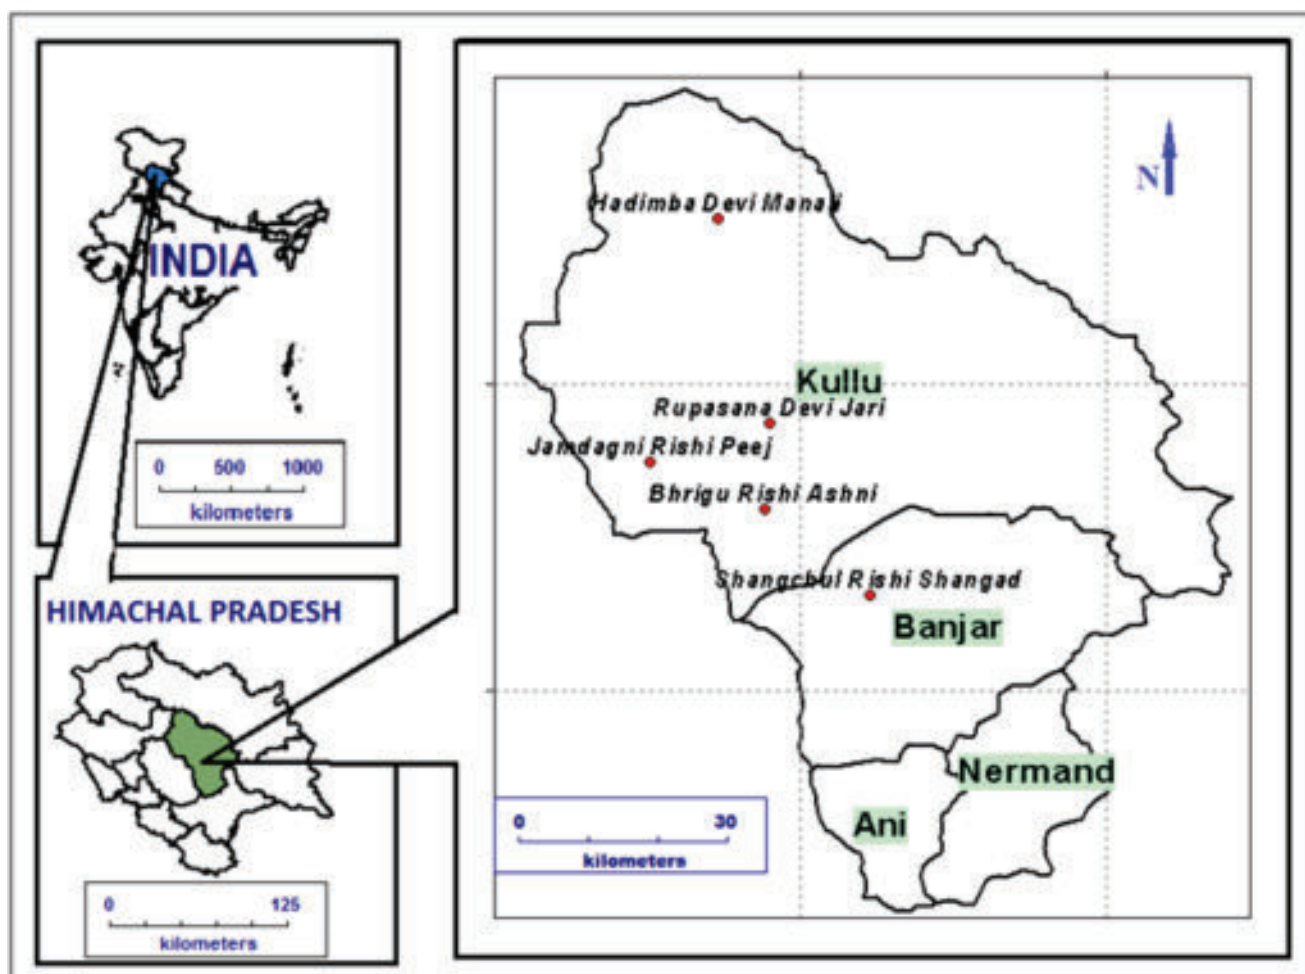 INDIA
0 500 1000
kilometers
HIMACHAL PRADESH
0 125
kilometers
N
Hadimba Devi Manali
Kullu
Rupasana Devi Jari
Jamdagni Rishi Peej
Bhrigu Rishi Ashni
Shangchul Rishi Shangad
Banjar
Nermand
Ani
0 30
kilometers